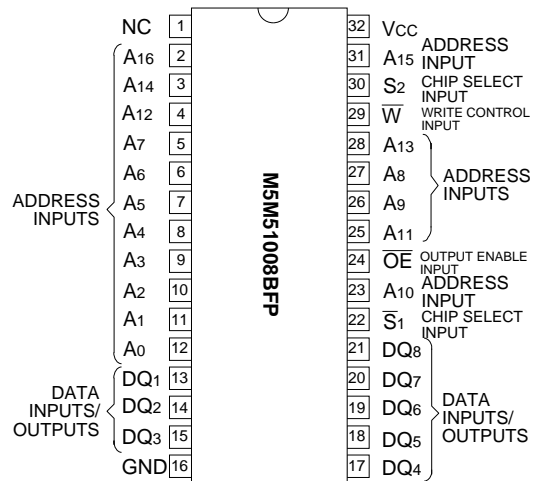 NC 1
A16 2
A14 3
A12 4
A7 5
A6 6
A5 7
A4 8
A3 9
A2 10
A1 11
A0 12
DQ1 13
DQ2 14
DQ3 15
GND 16
ADDRESS
INPUTS
DATA
INPUTS/
OUTPUTS
M5M51008BFP
32 VCC
31 A15 ADDRESS
INPUT
30 S2 CHIP SELECT
INPUT
29 W̅ WRITE CONTROL
INPUT
28 A13
27 A8
26 A9
25 A11
ADDRESS
INPUTS
24 O̅E̅ OUTPUT ENABLE
INPUT
23 A10 ADDRESS
INPUT
22 S̅1 CHIP SELECT
INPUT
21 DQ8
20 DQ7
19 DQ6
18 DQ5
17 DQ4
DATA
INPUTS/
OUTPUTS